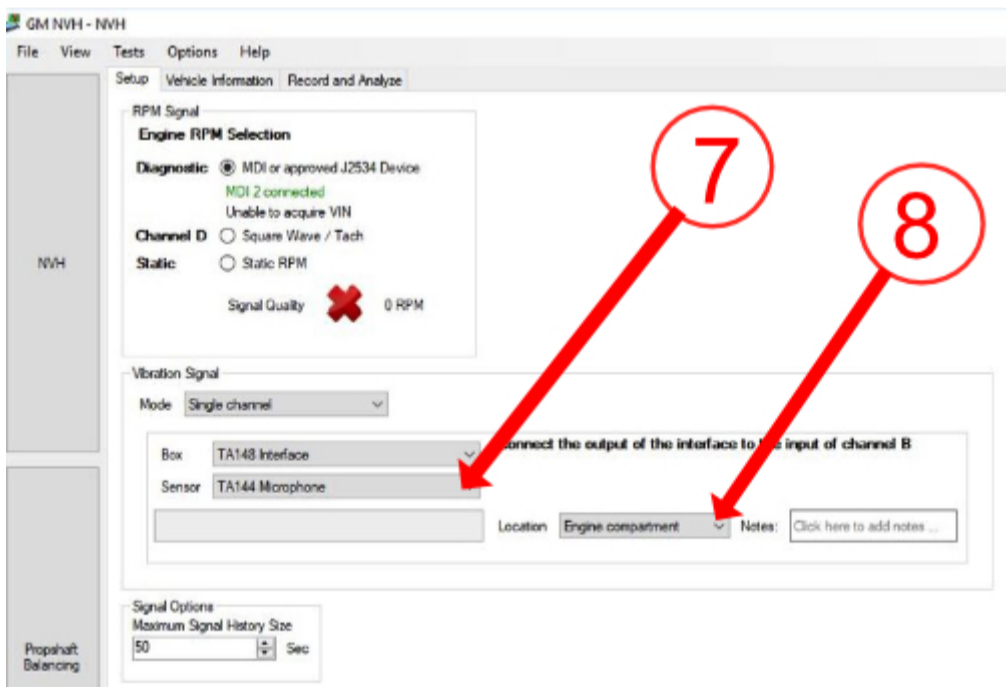 GM NVH - NVH
File View Tests Options Help
Setup Vehicle Information Record and Analyze
RPM Signal
Engine RPM Selection
Diagnostic MDI or approved J2534 Device
MDI 2 connected
Unable to acquire VIN
Channel D Square Wave / Tach
Static Static RPM
Signal Quality 0 RPM
NVH
7
8
Vibration Signal
Mode Single channel
Box TA148 Interface
onnect the output of the interface to the input of channel B
Sensor TA144 Microphone
Location Engine compartment Notes: Click here to add notes ...
Signal Options
Maximum Signal History Size
50 Sec
Propshaft
Balancing